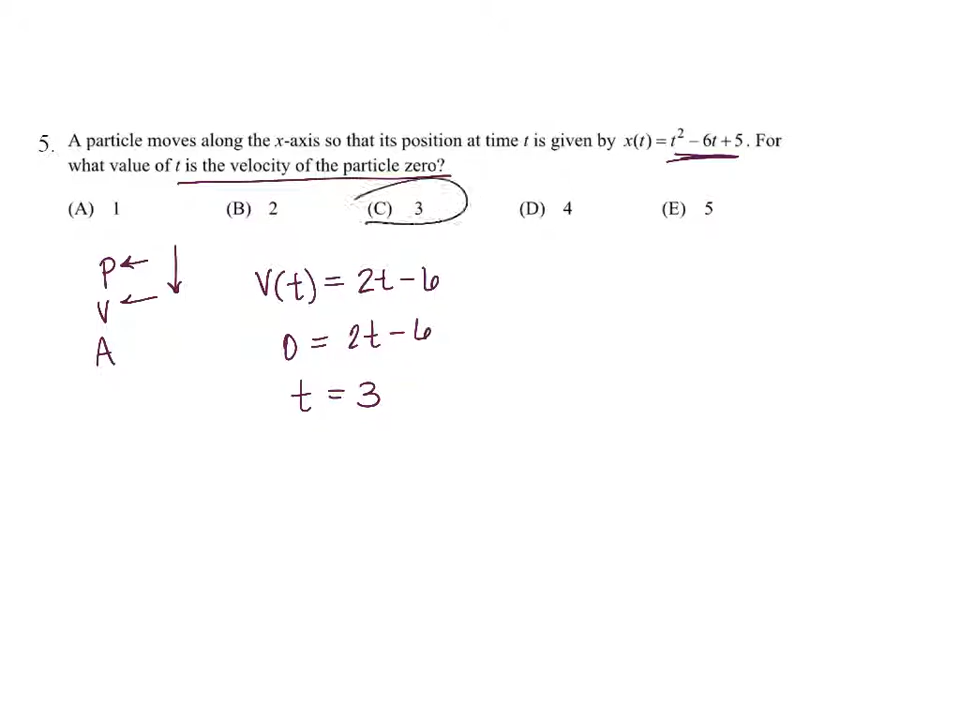 5. A particle moves along the x-axis so that its position at time t is given by x(t) = t² − 6t + 5. For
what value of t is the velocity of the particle zero?
(A) 1 (B) 2 (C) 3 (D) 4 (E) 5
P← ↓ V(t) = 2t − 6
V←
0 = 2t − 6
A
t = 3